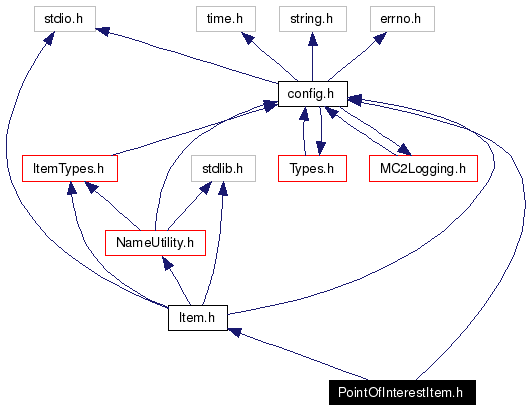 stdio.h
time.h
string.h
errno.h
config.h
ItemTypes.h
stdlib.h
Types.h
MC2Logging.h
NameUtility.h
Item.h
PointOfInterestItem.h